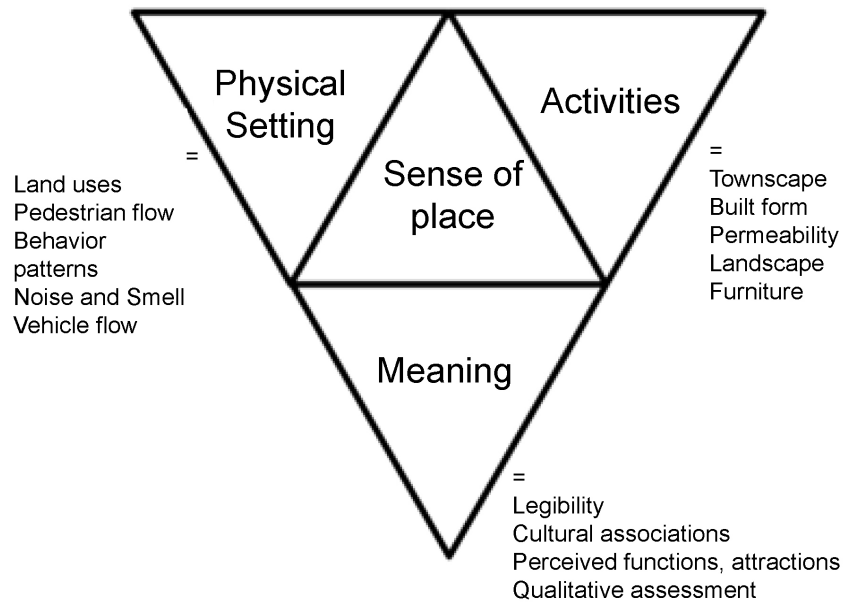 Physical
Setting
Activities
Sense of
place
=
Land uses
Pedestrian flow
Behavior
patterns
Noise and Smell
Vehicle flow
=
Townscape
Built form
Permeability
Landscape
Furniture
Meaning
=
Legibility
Cultural associations
Perceived functions, attractions
Qualitative assessment